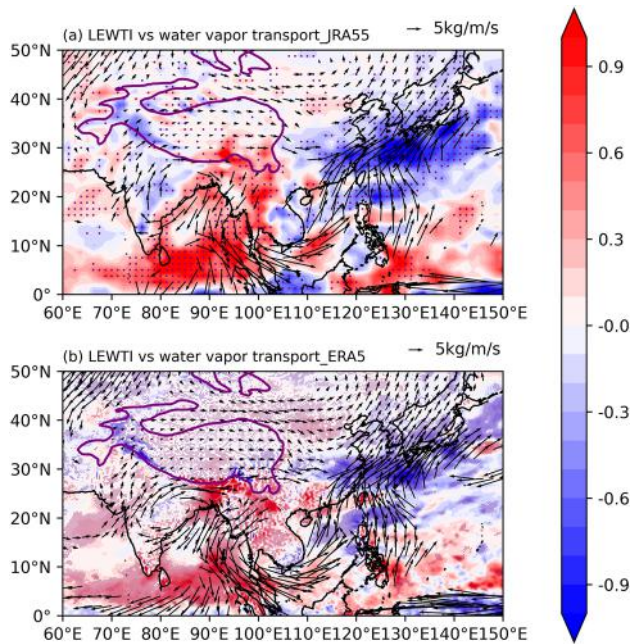 (a) LEWTI vs water vapor transport_JRA55 5kg/m/s
50°N
40°N
30°N
20°N
10°N
0°
60°E 70°E 80°E 90°E 100°E 110°E 120°E 130°E 140°E 150°E
(b) LEWTI vs water vapor transport_ERA5 5kg/m/s
50°N
40°N
30°N
20°N
10°N
0°
60°E 70°E 80°E 90°E 100°E 110°E 120°E 130°E 140°E 150°E
0.9
0.6
0.3
-0.0
-0.3
-0.6
-0.9